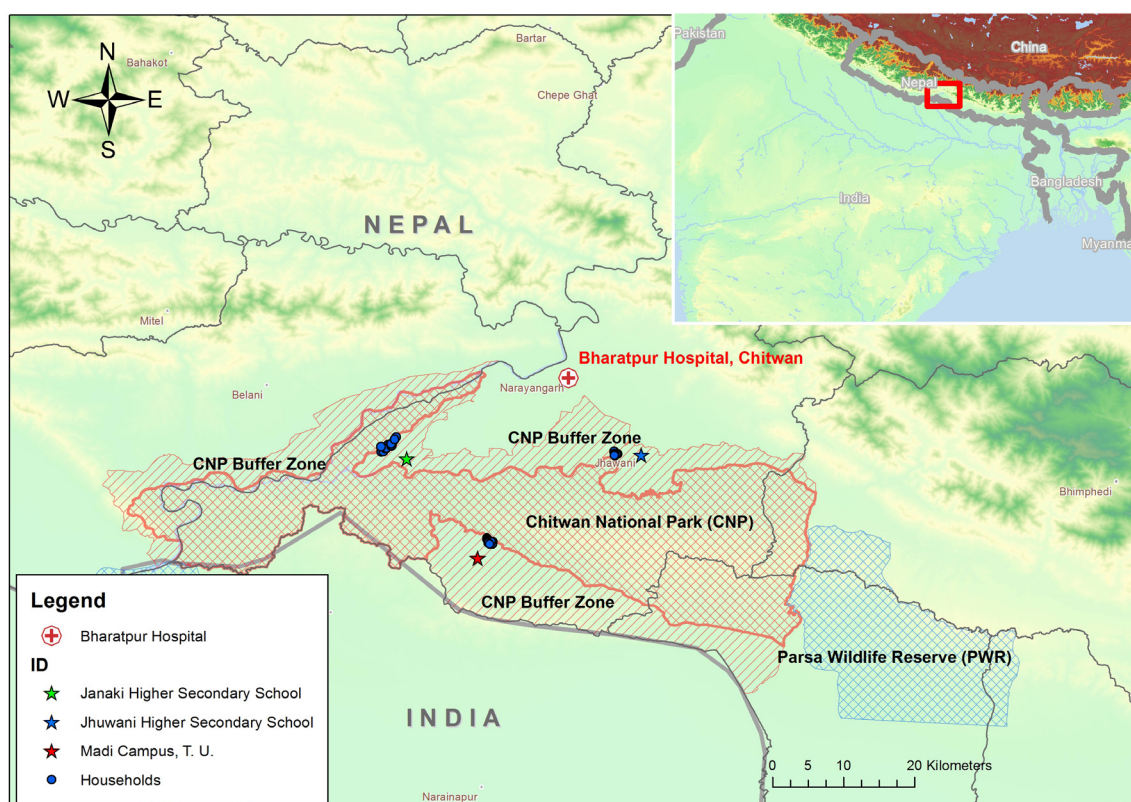 N
W E
S
Bahakot
Bartar
Chepe Ghat
Pakistan
China
Nepal
India
Bangladesh
Myanma
NEPAL
Mitel
Belani
Bharatpur Hospital, Chitwan
Narayangarh
CNP Buffer Zone
CNP Buffer Zone
Jhawani
Bhimphedi
Chitwan National Park (CNP)
CNP Buffer Zone
Parsa Wildlife Reserve (PWR)
INDIA
Narainapur
Legend
Bharatpur Hospital
ID
Janaki Higher Secondary School
Jhuwani Higher Secondary School
Madi Campus, T. U.
Households
0 5 10 20 Kilometers